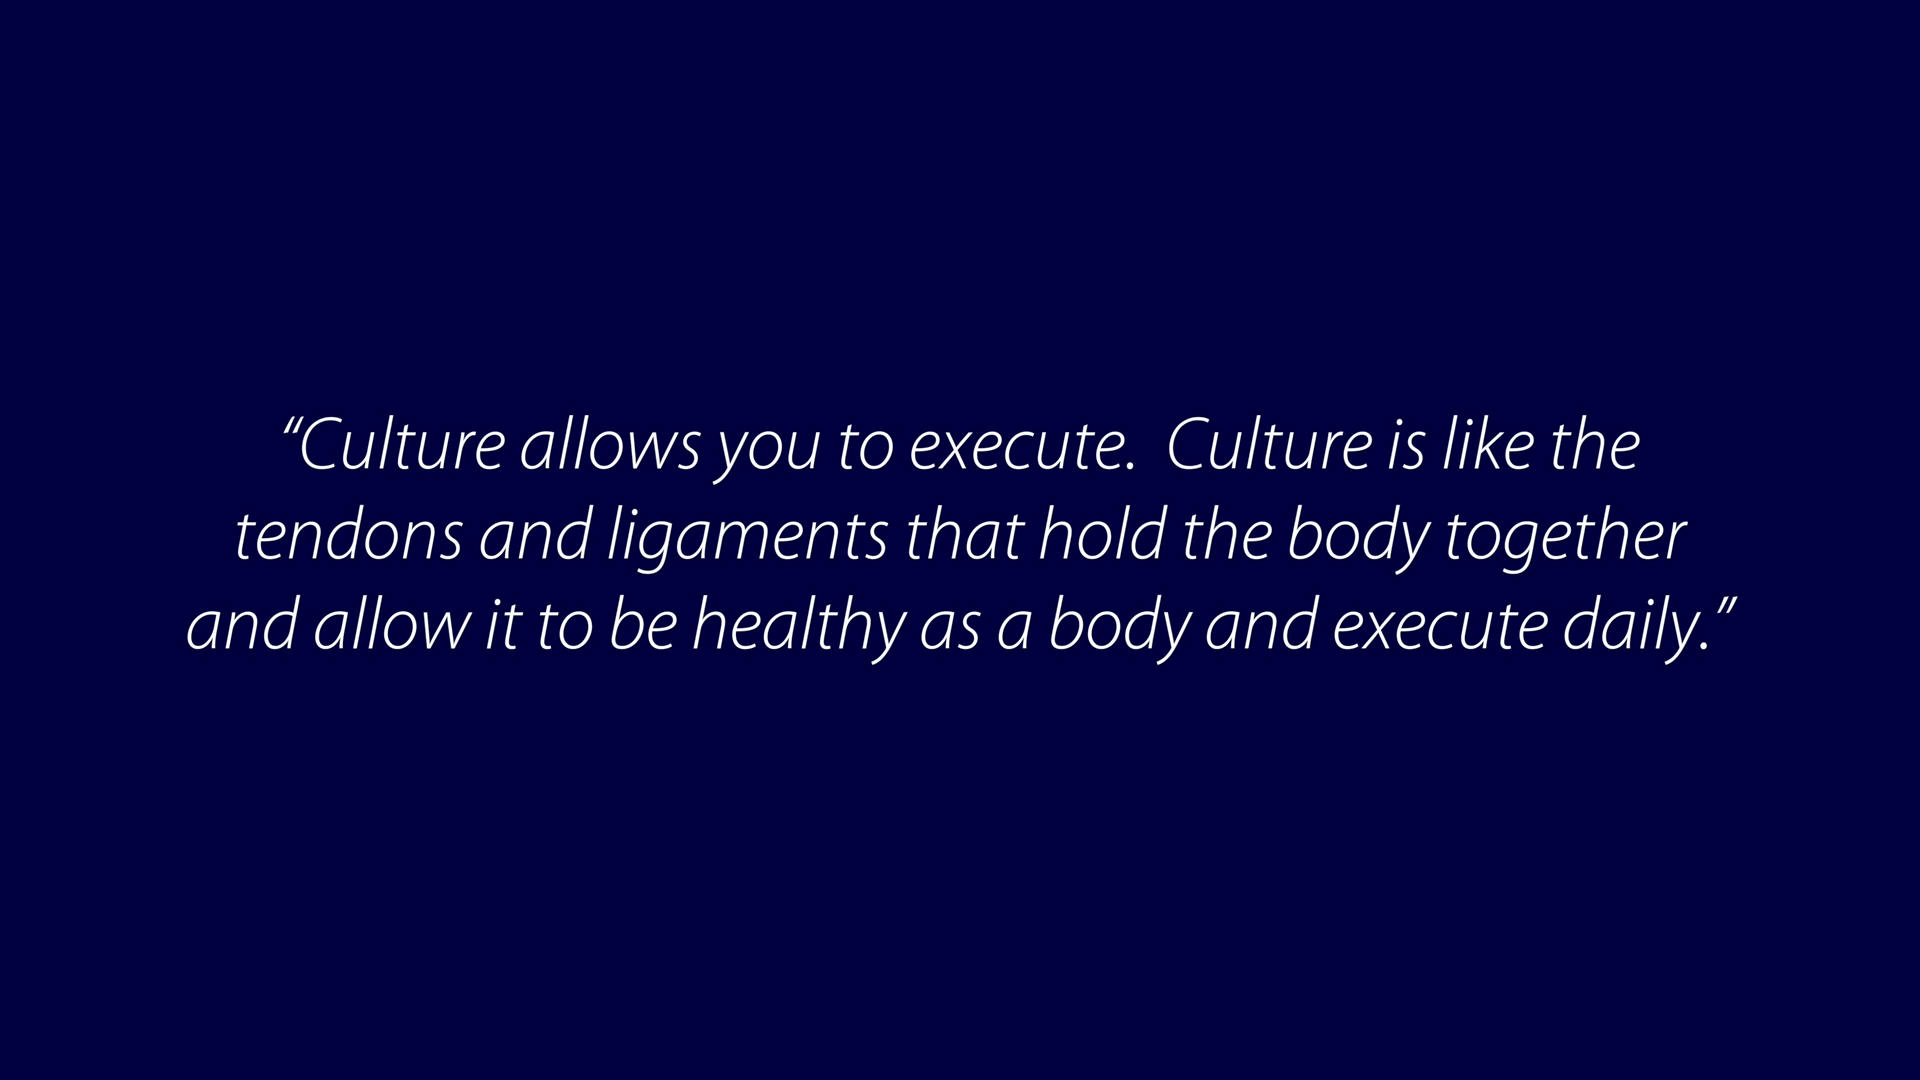 “Culture allows you to execute.  Culture is like the
tendons and ligaments that hold the body together
and allow it to be healthy as a body and execute daily.”